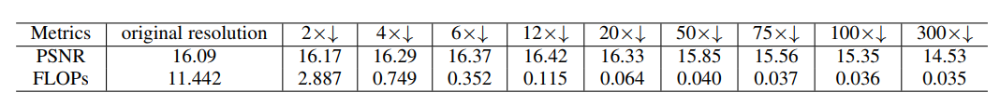 Metrics original resolution 2×↓ 4×↓ 6×↓ 12×↓ 20×↓ 50×↓ 75×↓ 100×↓ 300×↓
PSNR 16.09 16.17 16.29 16.37 16.42 16.33 15.85 15.56 15.35 14.53
FLOPs 11.442 2.887 0.749 0.352 0.115 0.064 0.040 0.037 0.036 0.035